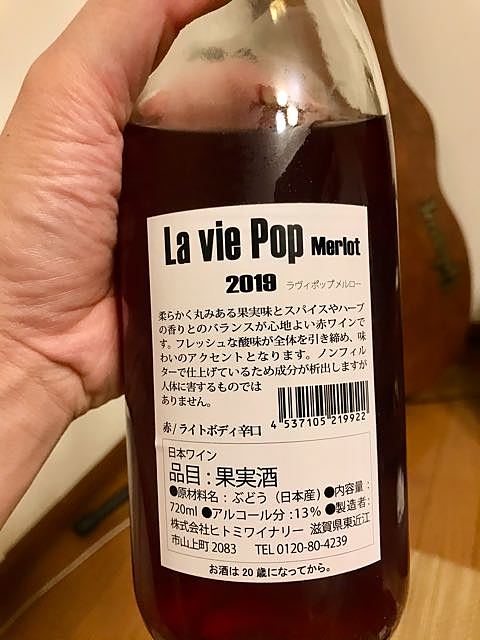 La vie Pop Merlot
2019 ラヴィポップメルロー
柔らかく丸みある果実味とスパイスやハーブ
の香りとのバランスが心地よい赤ワインで
す。フレッシュな酸味が全体を引き締め、味
わいのアクセントとなります。ノンフィル
ターで仕上げているため成分が析出しますが
人体に害するものでは
ありません。
4 537105 219922
赤/ライトボディ辛口
日本ワイン
品目:果実酒
●原材料名:ぶどう(日本産)●内容量:
720ml ●アルコール分:13% ●製造者:
株式会社ヒトミワイナリー 滋賀県東近江
市山上町2083 TEL 0120-80-4239
お酒は20歳になってから。